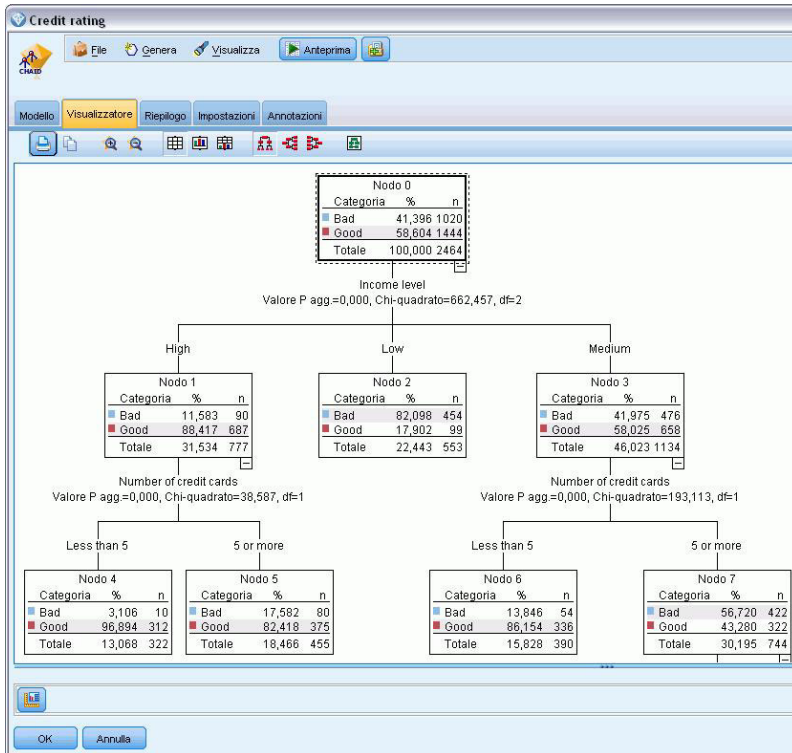 Credit rating
CHAID
File Genera Visualizza Anteprima
Modello Visualizzatore Riepilogo Impostazioni Annotazioni
Nodo 0
Categoria % n
Bad 41,396 1020
Good 58,604 1444
Totale 100,000 2464
Income level
Valore P agg.=0,000, Chi-quadrato=662,457, df=2
High Low Medium
Nodo 1
Categoria % n
Bad 11,583 90
Good 88,417 687
Totale 31,534 777
Nodo 2
Categoria % n
Bad 82,098 454
Good 17,902 99
Totale 22,443 553
Nodo 3
Categoria % n
Bad 41,975 476
Good 58,025 658
Totale 46,023 1134
Number of credit cards
Valore P agg.=0,000, Chi-quadrato=38,587, df=1
Number of credit cards
Valore P agg.=0,000, Chi-quadrato=193,113, df=1
Less than 5 5 or more
Less than 5 5 or more
Nodo 4
Categoria % n
Bad 3,106 10
Good 96,894 312
Totale 13,068 322
Nodo 5
Categoria % n
Bad 17,582 80
Good 82,418 375
Totale 18,466 455
Nodo 6
Categoria % n
Bad 13,846 54
Good 86,154 336
Totale 15,828 390
Nodo 7
Categoria % n
Bad 56,720 422
Good 43,280 322
Totale 30,195 744
OK Annulla